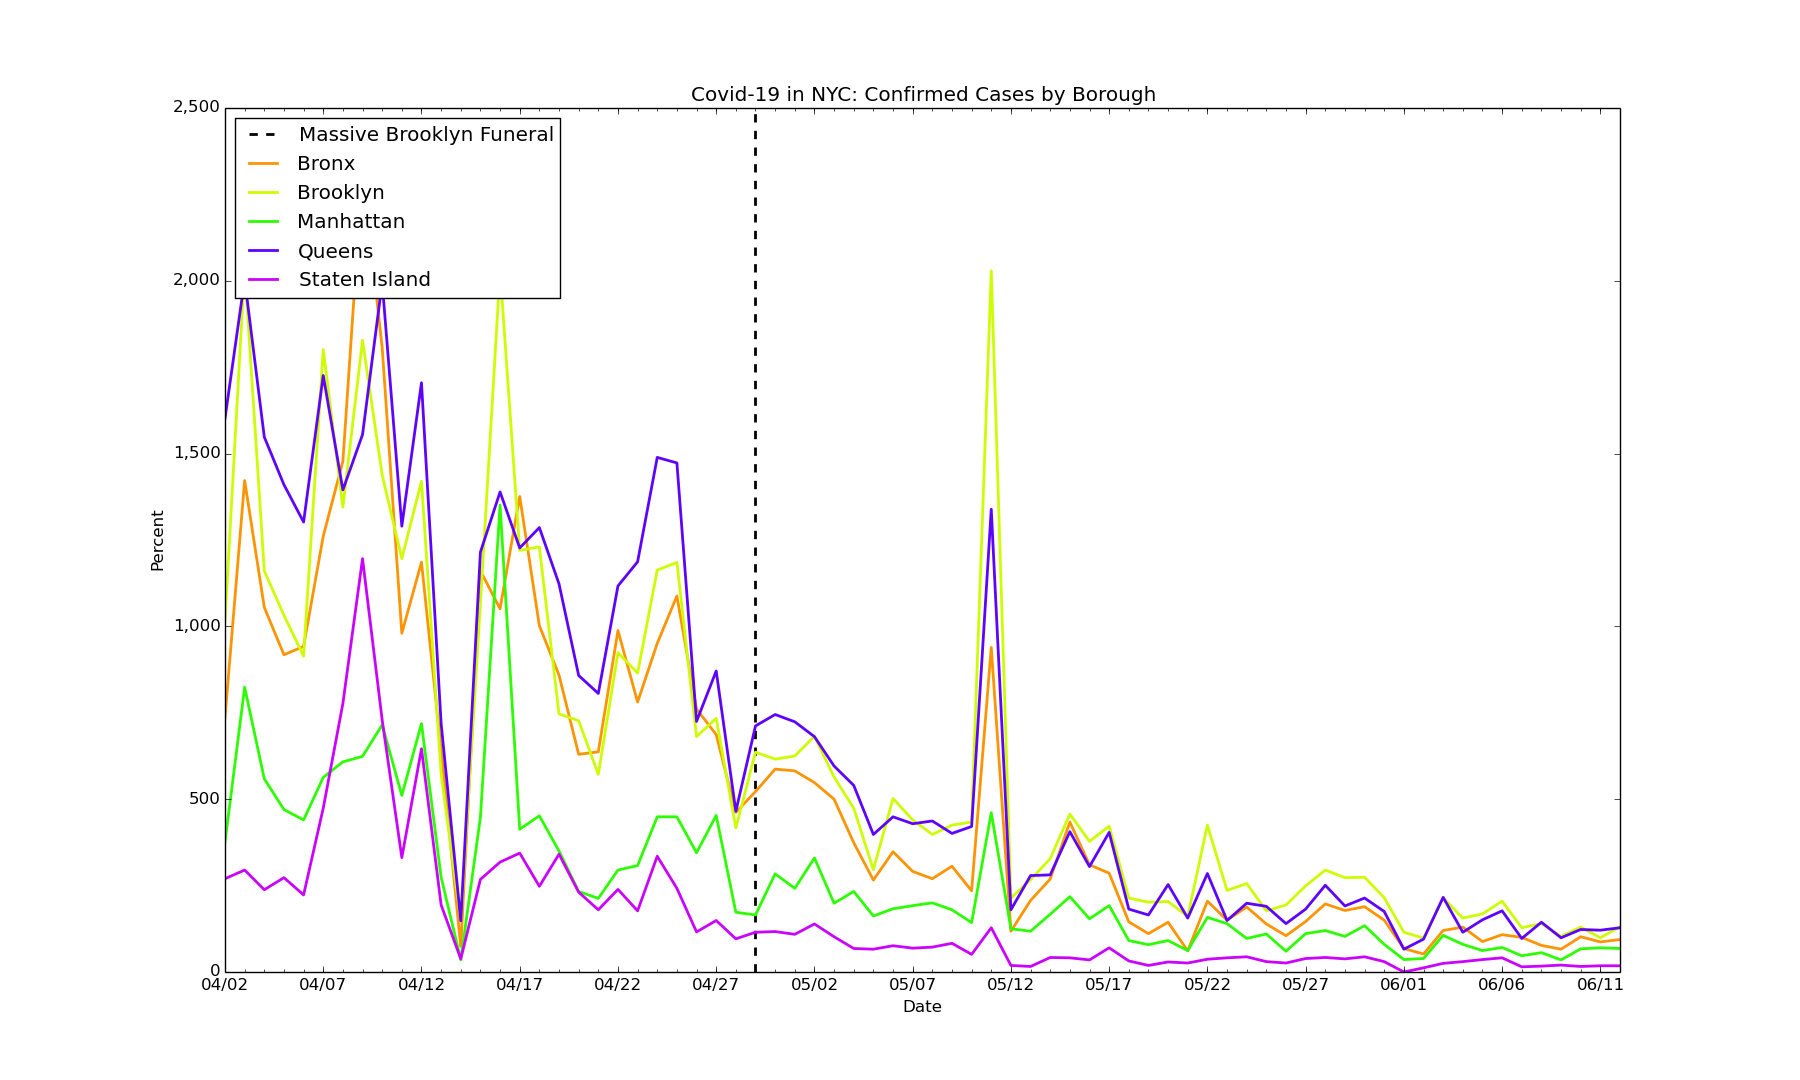 Covid-19 in NYC: Confirmed Cases by Borough
2,500
2,000
1,500
1,000
500
0
Percent
Massive Brooklyn Funeral
Bronx
Brooklyn
Manhattan
Queens
Staten Island
04/02 04/07 04/12 04/17 04/22 04/27 05/02 05/07 05/12 05/17 05/22 05/27 06/01 06/06 06/11
Date